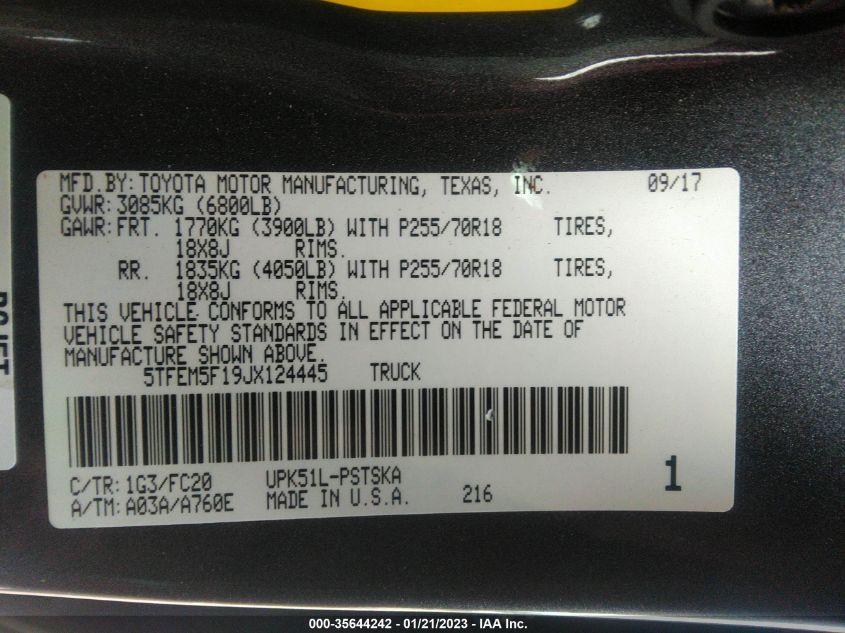 MFD.BY:TOYOTA MOTOR MANUFACTURING, TEXAS, INC. 09/17
GVWR:3085KG (6800LB)
GAWR:FRT. 1770KG (3900LB) WITH P255/70R18 TIRES,
18X8J RIMS.
RR. 1835KG (4050LB) WITH P255/70R18 TIRES,
18X8J RIMS.
THIS VEHICLE CONFORMS TO ALL APPLICABLE FEDERAL MOTOR
VEHICLE SAFETY STANDARDS IN EFFECT ON THE DATE OF
MANUFACTURE SHOWN ABOVE.
5TFEM5F19JX124445 TRUCK
C/TR:1G3/FC20 UPK51L-PSTSKA
A/TM:A03A/A760E MADE IN U.S.A. 216 1
000-35644242 - 01/21/2023 - IAA Inc.